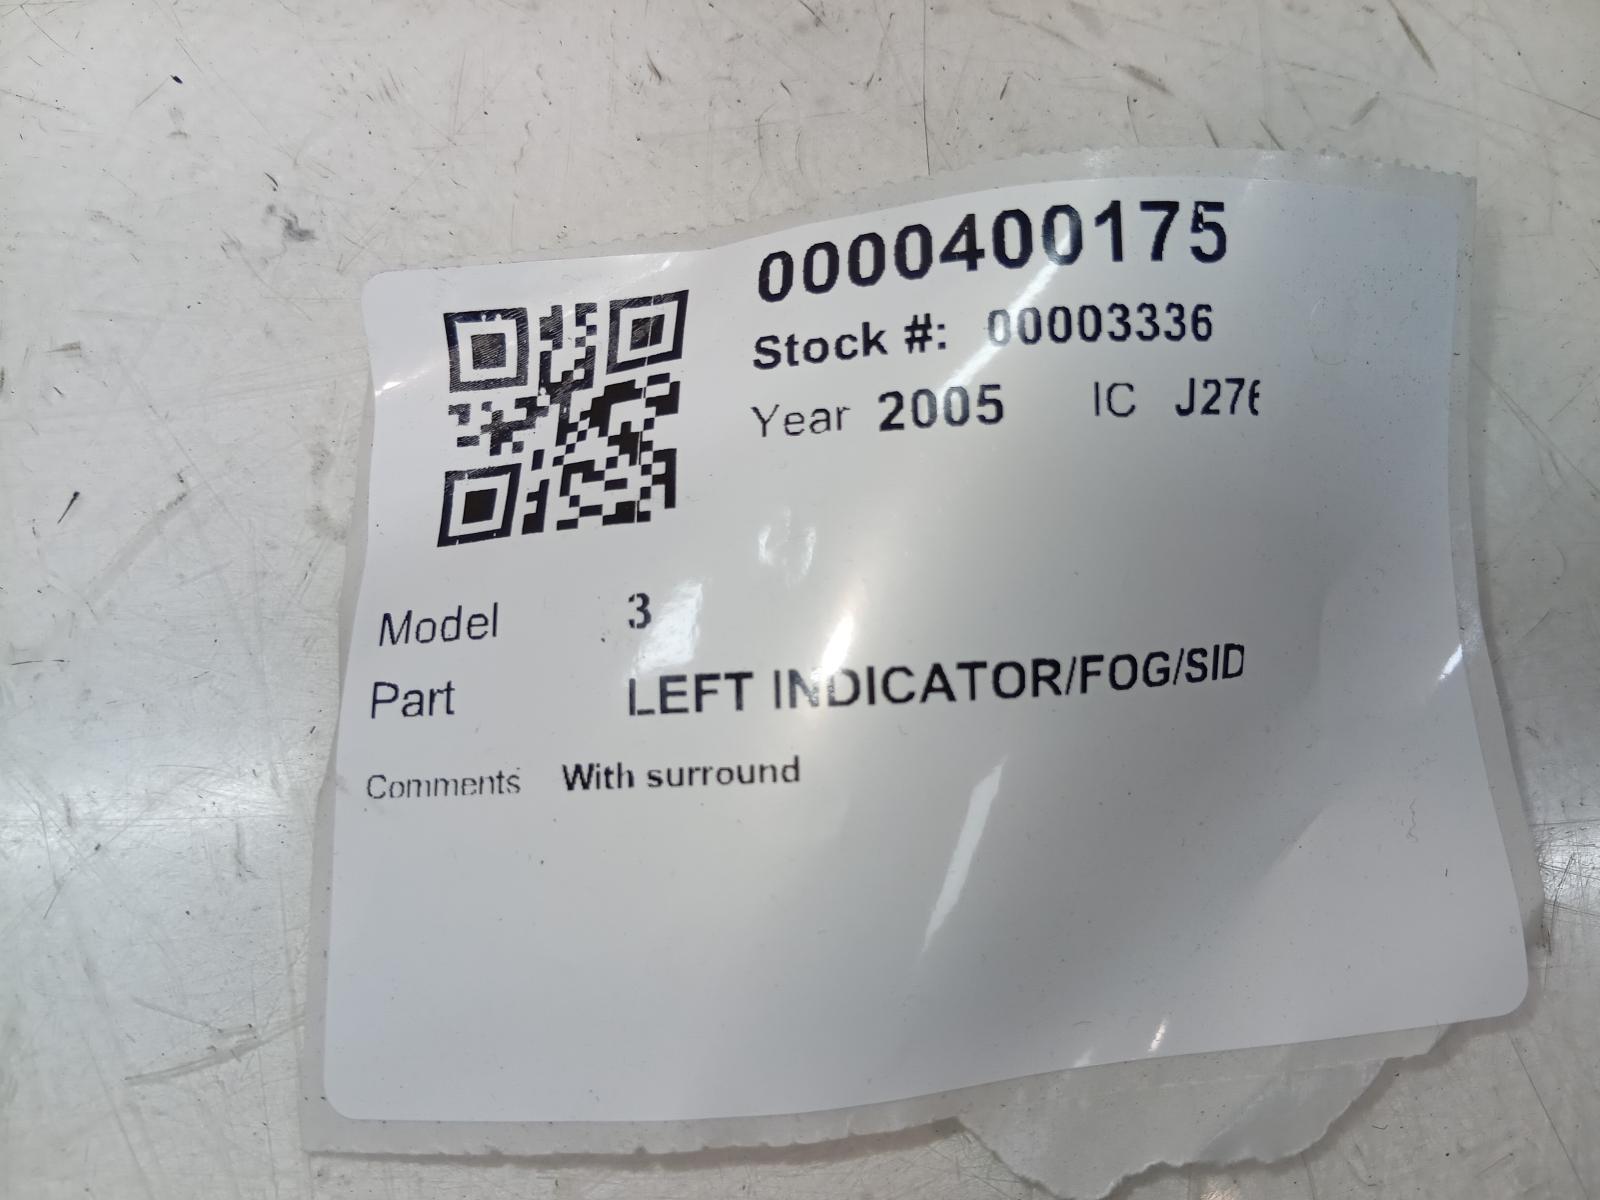 0000400175
Stock #: 00003336
Year 2005 IC J276
Model 3
Part LEFT INDICATOR/FOG/SID
Comments With surround